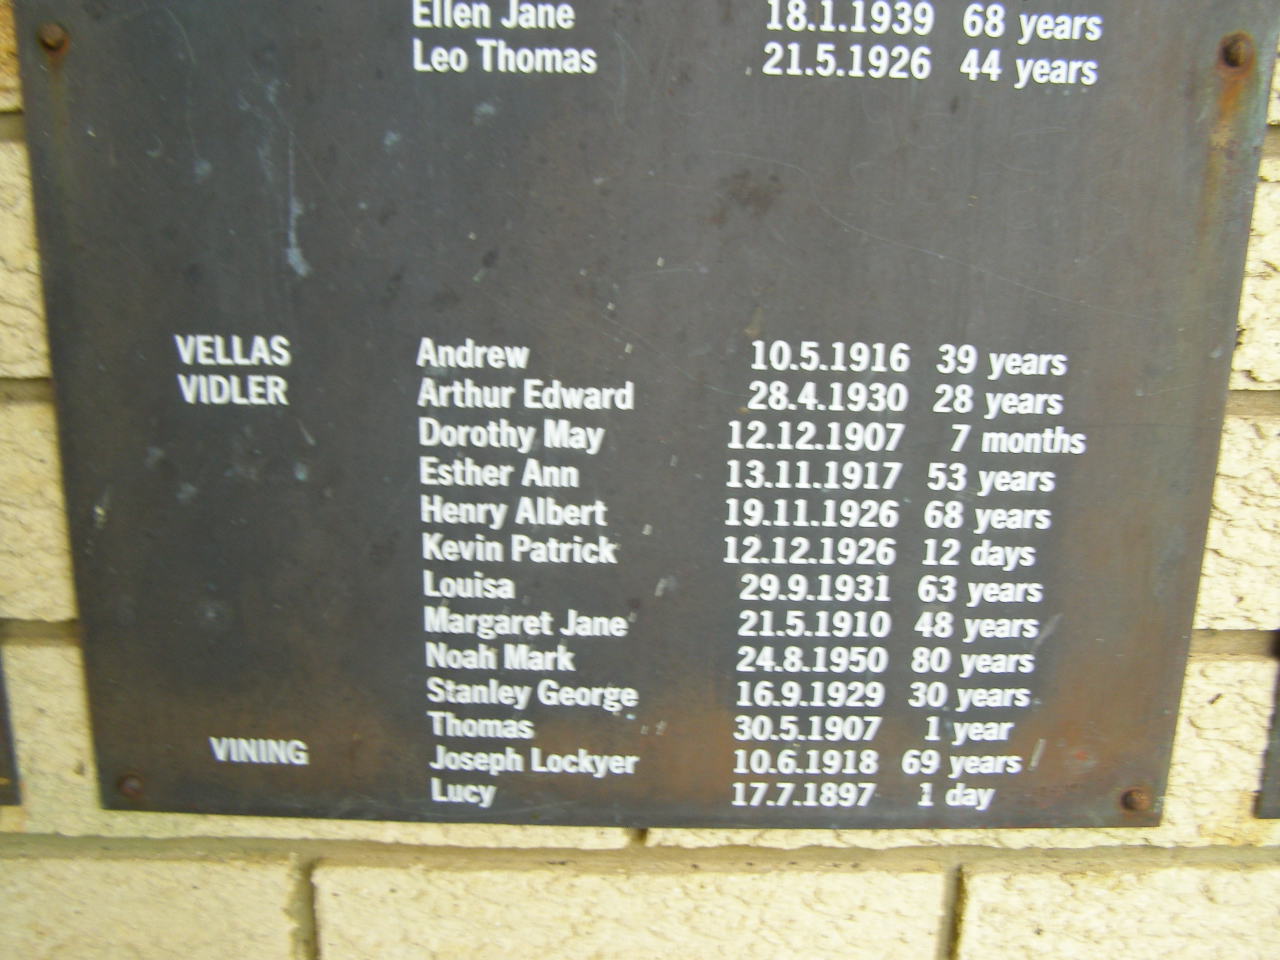 Ellen Jane 18.1.1939 68 years
Leo Thomas 21.5.1926 44 years
VELLAS Andrew 10.5.1916 39 years
VIDLER Arthur Edward 28.4.1930 28 years
Dorothy May 12.12.1907 7 months
Esther Ann 13.11.1917 53 years
Henry Albert 19.11.1926 68 years
Kevin Patrick 12.12.1926 12 days
Louisa 29.9.1931 63 years
Margaret Jane 21.5.1910 48 years
Noah Mark 24.8.1950 80 years
Stanley George 16.9.1929 30 years
Thomas 30.5.1907 1 year
VINING Joseph Lockyer 10.6.1918 69 years
Lucy 17.7.1897 1 day